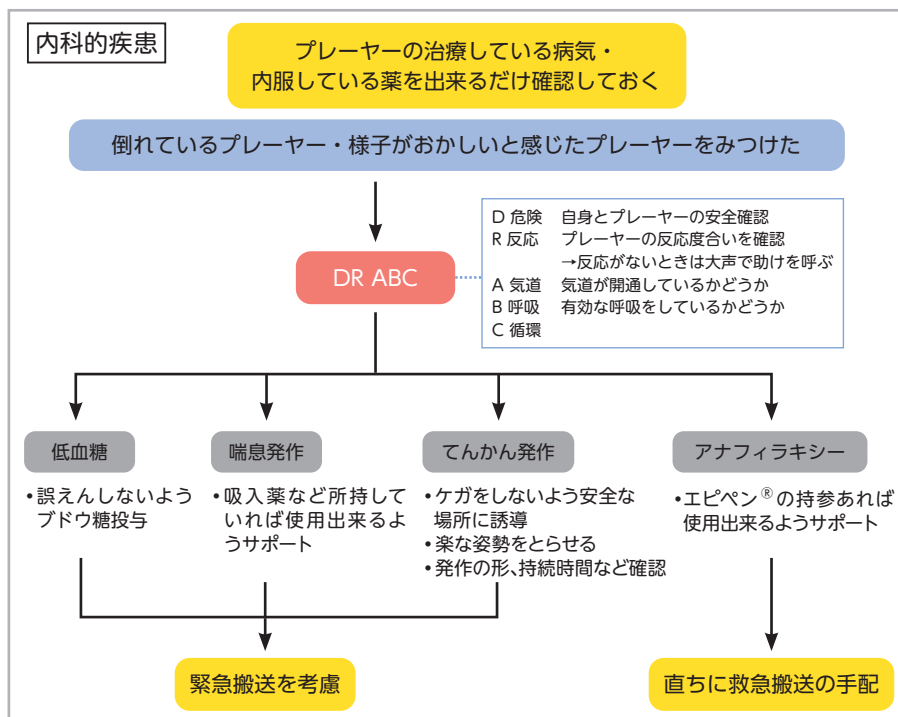 内科的疾患
プレーヤーの治療している病気・
内服している薬を出来るだけ確認しておく
倒れているプレーヤー・様子がおかしいと感じたプレーヤーをみつけた
DR ABC
D 危険 自身とプレーヤーの安全確認
R 反応 プレーヤーの反応度合いを確認
→反応がないときは大声で助けを呼ぶ
A 気道 気道が開通しているかどうか
B 呼吸 有効な呼吸をしているかどうか
C 循環
低血糖
・誤えんしないよう
ブドウ糖投与
喘息発作
・吸入薬など所持して
いれば使用出来るよ
うサポート
てんかん発作
・ケガをしないよう安全な
場所に誘導
・楽な姿勢をとらせる
・発作の形、持続時間など確認
アナフィラキシー
・エピペン®の持参あれば
使用出来るようサポート
緊急搬送を考慮
直ちに救急搬送の手配